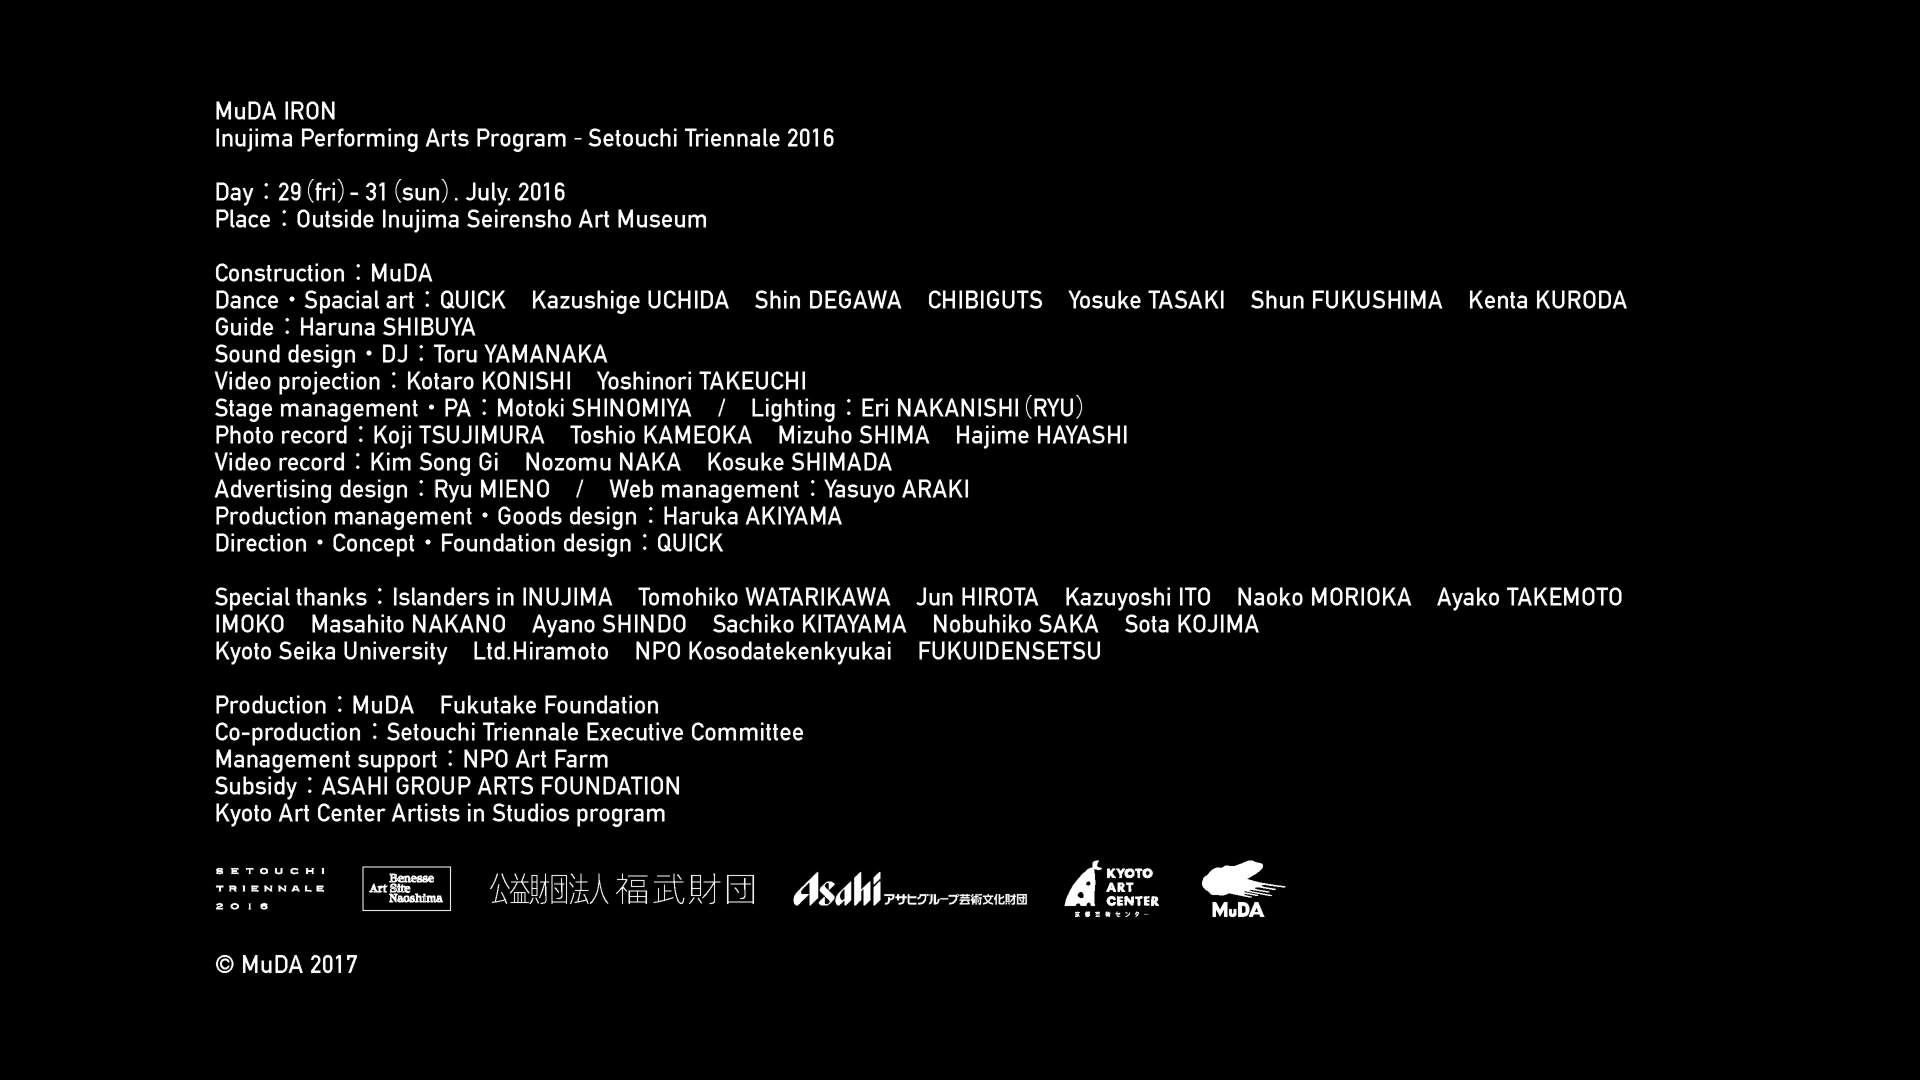 MuDA IRON
Inujima Performing Arts Program - Setouchi Triennale 2016
Day：29（fri）- 31（sun）. July. 2016
Place：Outside Inujima Seirensho Art Museum
Construction：MuDA
Dance・Spacial art：QUICK　Kazushige UCHIDA　Shin DEGAWA　CHIBIGUTS　Yosuke TASAKI　Shun FUKUSHIMA　Kenta KURODA
Guide：Haruna SHIBUYA
Sound design・DJ：Toru YAMANAKA
Video projection：Kotaro KONISHI　Yoshinori TAKEUCHI
Stage management・PA：Motoki SHINOMIYA　/　Lighting：Eri NAKANISHI（RYU）
Photo record：Koji TSUJIMURA　Toshio KAMEOKA　Mizuho SHIMA　Hajime HAYASHI
Video record：Kim Song Gi　Nozomu NAKA　Kosuke SHIMADA
Advertising design：Ryu MIENO　/　Web management：Yasuyo ARAKI
Production management・Goods design：Haruka AKIYAMA
Direction・Concept・Foundation design：QUICK
Special thanks：Islanders in INUJIMA　Tomohiko WATARIKAWA　Jun HIROTA　Kazuyoshi ITO　Naoko MORIOKA　Ayako TAKEMOTO
IMOKO　Masahito NAKANO　Ayano SHINDO　Sachiko KITAYAMA　Nobuhiko SAKA　Sota KOJIMA
Kyoto Seika University　Ltd.Hiramoto　NPO Kosodatekenkyukai　FUKUIDENSETSU
Production：MuDA　Fukutake Foundation
Co-production：Setouchi Triennale Executive Committee
Management support：NPO Art Farm
Subsidy：ASAHI GROUP ARTS FOUNDATION
Kyoto Art Center Artists in Studios program
SETOUCHI
TRIENNALE
2016
Benesse
Art Site
Naoshima
公益財団法人 福武財団
Asahi アサヒグループ芸術文化財団
KYOTO
ART
CENTER
京都芸術センター
MuDA
© MuDA 2017